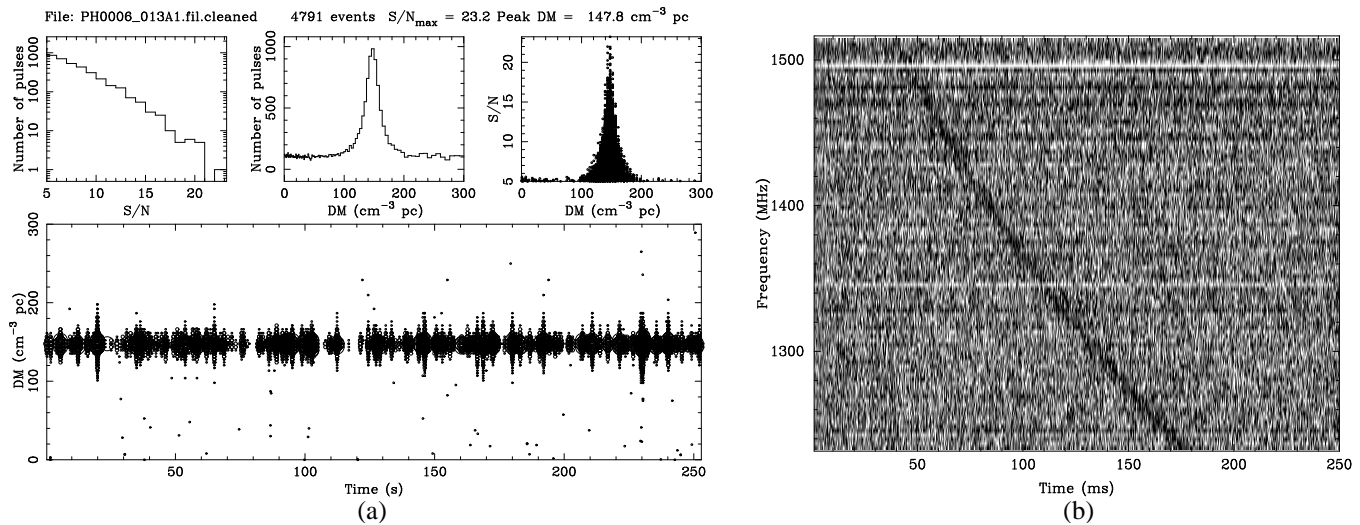 File: PH0006_013A1.fil.cleaned 4791 events S/Nmax = 23.2 Peak DM = 147.8 cm−3 pc
Number of pulses
1000
100
10
1
5 10 15 20
S/N
Number of pulses
1000
500
0
0 100 200 300
DM (cm−3 pc)
S/N
20
15
10
5
0 100 200 300
DM (cm−3 pc)
DM (cm−3 pc)
300
200
100
0
50 100 150 200 250
Time (s)
(a)
Frequency (MHz)
1500
1400
1300
50 100 150 200 250
Time (ms)
(b)